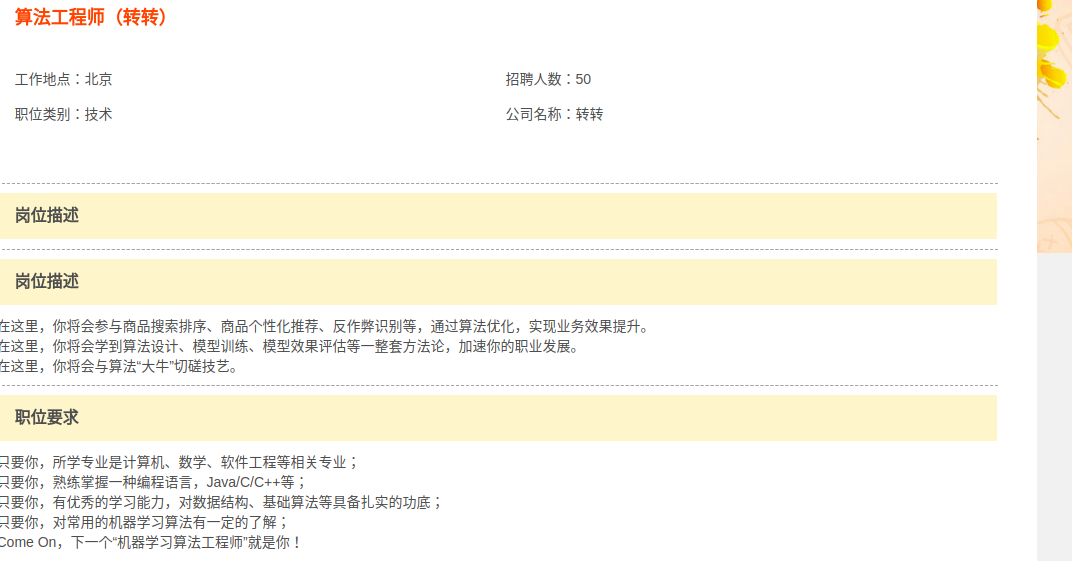 算法工程师（转转）
工作地点：北京
招聘人数：50
职位类别：技术
公司名称：转转
岗位描述
岗位描述
在这里，你将会参与商品搜索排序、商品个性化推荐、反作弊识别等，通过算法优化，实现业务效果提升。
在这里，你将会学到算法设计、模型训练、模型效果评估等一整套方法论，加速你的职业发展。
在这里，你将会与算法“大牛”切磋技艺。
职位要求
只要你，所学专业是计算机、数学、软件工程等相关专业；
只要你，熟练掌握一种编程语言，Java/C/C++等；
只要你，有优秀的学习能力，对数据结构、基础算法等具备扎实的功底；
只要你，对常用的机器学习算法有一定的了解；
Come On，下一个“机器学习算法工程师”就是你！